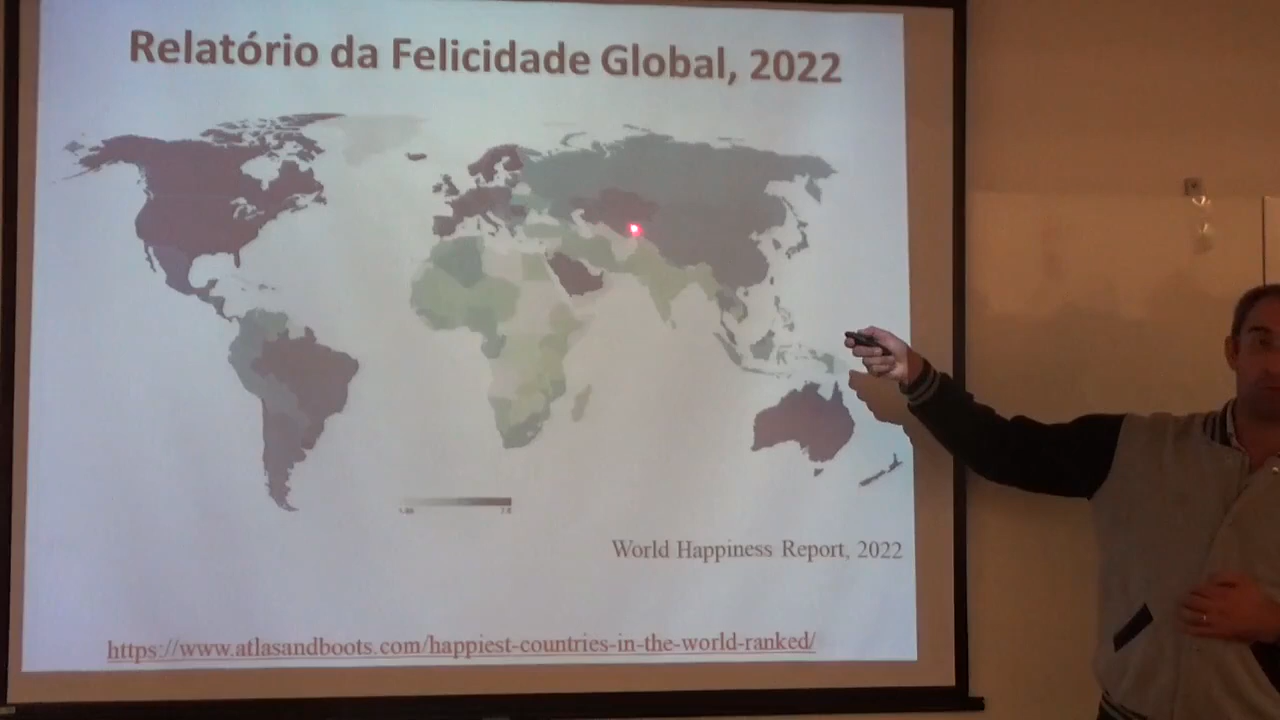 Relatório da Felicidade Global, 2022
World Happiness Report, 2022
https://www.atlasandboots.com/happiest-countries-in-the-world-ranked/